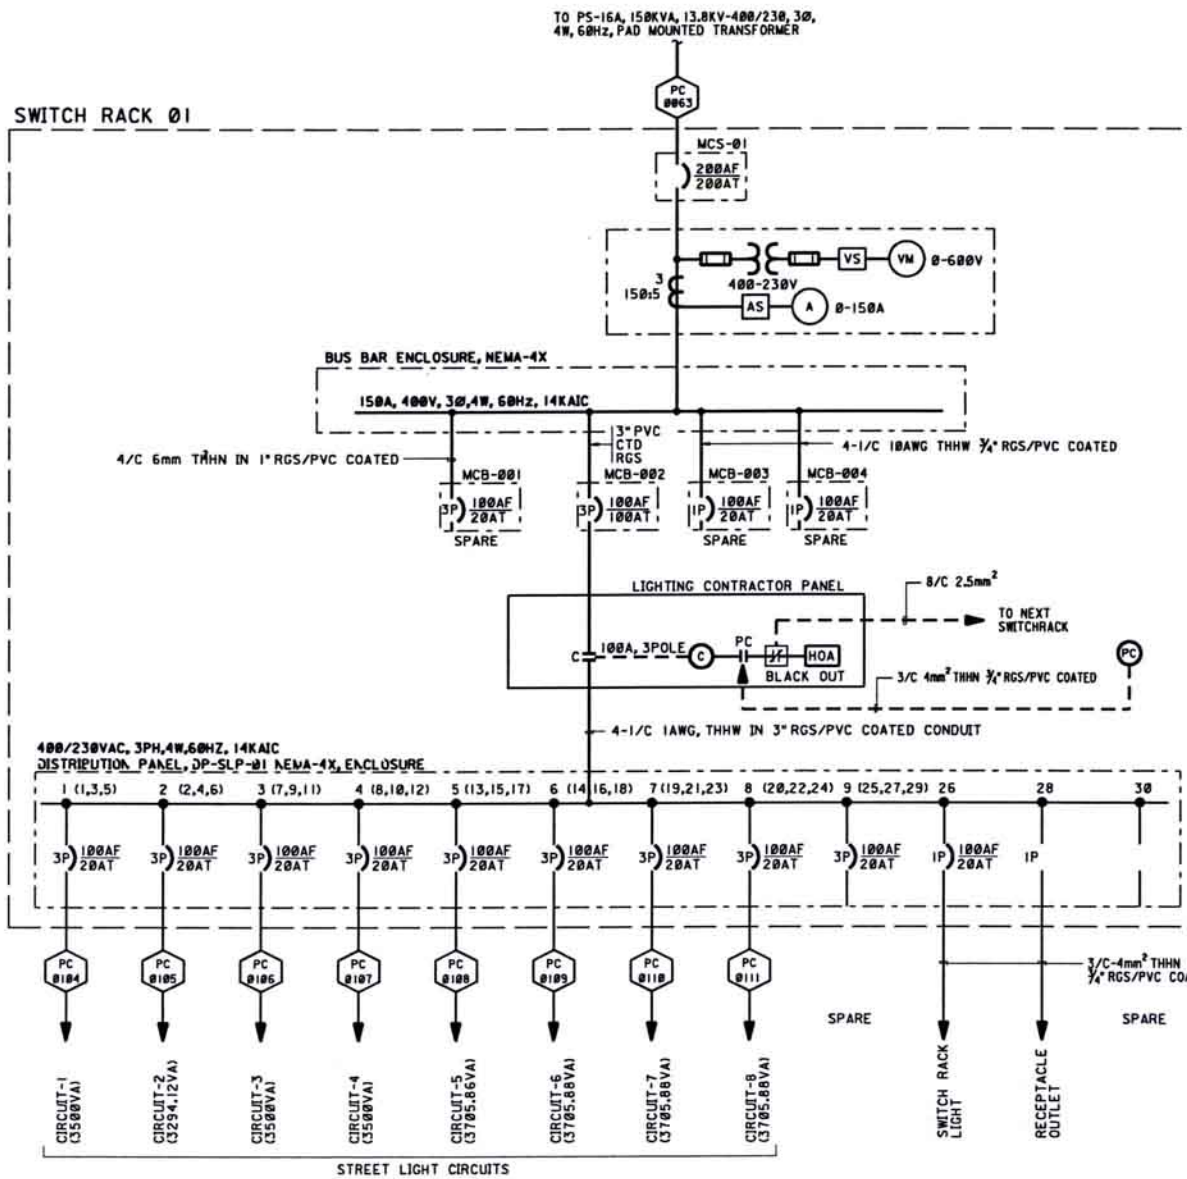 TO PS-16A, 150KVA, 13.8KV-400/230, 3Ø,
4W, 60Hz, PAD MOUNTED TRANSFORMER
PC
0063
SWITCH RACK 01
MCS-01
200AF
200AT
VS
VM
0-600V
400-230V
3
150:5
AS
A
0-150A
BUS BAR ENCLOSURE, NEMA-4X
150A, 400V, 3Ø,4W, 60Hz, 14KAIC
3" PVC
CTD
RGS
4-1/C 10AWG THHW 3/4" RGS/PVC COATED
4/C 6mm² THHN IN 1" RGS/PVC COATED
MCB-001
MCB-002
MCB-003
MCB-004
3P
100AF
20AT
3P
100AF
100AT
1P
100AF
20AT
1P
100AF
20AT
SPARE
SPARE
SPARE
LIGHTING CONTRACTOR PANEL
8/C 2.5mm²
TO NEXT
SWITCHRACK
C
100A, 3POLE
C
PC
HOA
BLACK OUT
PC
3/C 4mm² THHN 3/4" RGS/PVC COATED
4-1/C 1AWG, THHW IN 3" RGS/PVC COATED CONDUIT
400/230VAC, 3PH,4W,60HZ, 14KAIC
DISTRIPUTION PANEL, DP-SLP-01 NEMA-4X, ENCLOSURE
1 (1,3,5)
2 (2,4,6)
3 (7,9,11)
4 (8,10,12)
5 (13,15,17)
6 (14,16,18)
7 (19,21,23)
8 (20,22,24)
9 (25,27,29)
26
28
30
3P
100AF
20AT
3P
100AF
20AT
3P
100AF
20AT
3P
100AF
20AT
3P
100AF
20AT
3P
100AF
20AT
3P
100AF
20AT
3P
100AF
20AT
3P
100AF
20AT
1P
100AF
20AT
1P
PC
0104
PC
0105
PC
0106
PC
0107
PC
0108
PC
0109
PC
0110
PC
0111
3/C-4mm² THHN
3/4" RGS/PVC COA
SPARE
SPARE
CIRCUIT-1
(3500VA)
CIRCUIT-2
(3294.12VA)
CIRCUIT-3
(3500VA)
CIRCUIT-4
(3500VA)
CIRCUIT-5
(3705.86VA)
CIRCUIT-6
(3705.88VA)
CIRCUIT-7
(3705.88VA)
CIRCUIT-8
(3705.88VA)
SWITCH RACK
LIGHT
RECEPTACLE
OUTLET
STREET LIGHT CIRCUITS